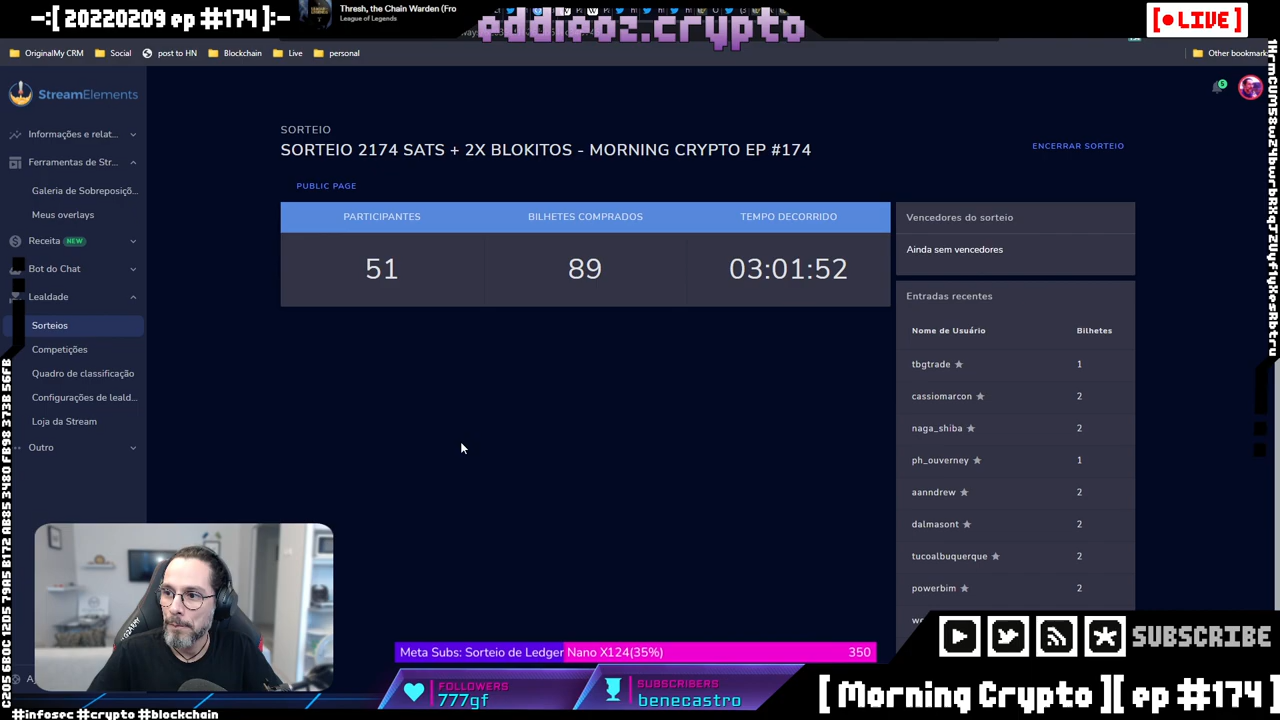 -:[ 20220209 ep #174 ]:-
Thresh, the Chain Warden (Fro
League of Legends
eddieoz.crypto
[ LIVE ]
OriginalMy CRM
Social
post to HN
Blockchain
Live
personal
Other bookmark
StreamElements
5
Informações e relat...
Ferramentas de Str...
Galeria de Sobreposiçõ...
Meus overlays
Receita NEW
Bot do Chat
Lealdade
Sorteios
Competições
Quadro de classificação
Configurações de leald...
Loja da Stream
Outro
SORTEIO
SORTEIO 2174 SATS + 2X BLOKITOS - MORNING CRYPTO EP #174
ENCERRAR SORTEIO
PUBLIC PAGE
PARTICIPANTES BILHETES COMPRADOS TEMPO DECORRIDO
51 89 03:01:52
Vencedores do sorteio
Ainda sem vencedores
Entradas recentes
Nome de Usuário Bilhetes
tbgtrade 1
cassiomarcon 2
naga_shiba 2
ph_ouverney 1
aanndrew 2
dalmasont 2
tucoalbuquerque 2
powerbim 2
Meta Subs: Sorteio de Ledger Nano X124(35%) 350
FOLLOWERS
777gf
SUBSCRIBERS
benecastro
SUBSCRIBE
[ Morning Crypto ][ ep #174 ]
#infosec #crypto #blockchain